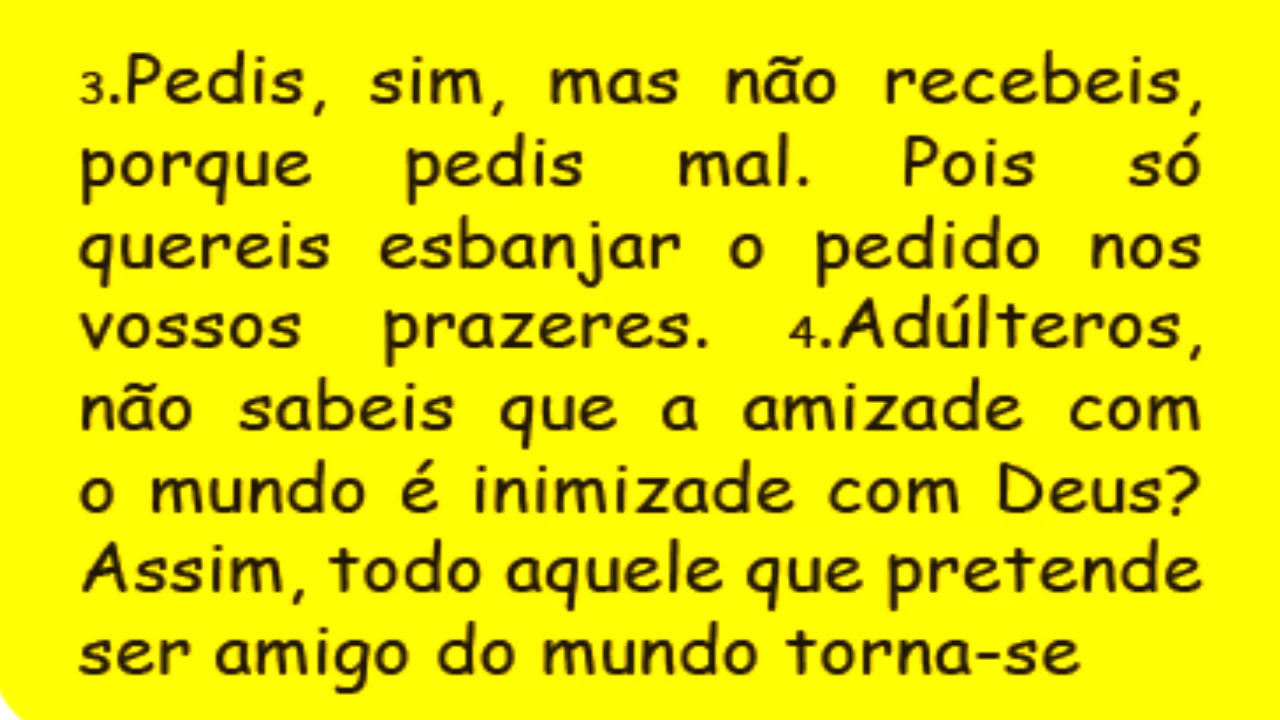 3.Pedis, sim, mas não recebeis,
porque pedis mal. Pois só
quereis esbanjar o pedido nos
vossos prazeres. 4.Adúlteros,
não sabeis que a amizade com
o mundo é inimizade com Deus?
Assim, todo aquele que pretende
ser amigo do mundo torna-se